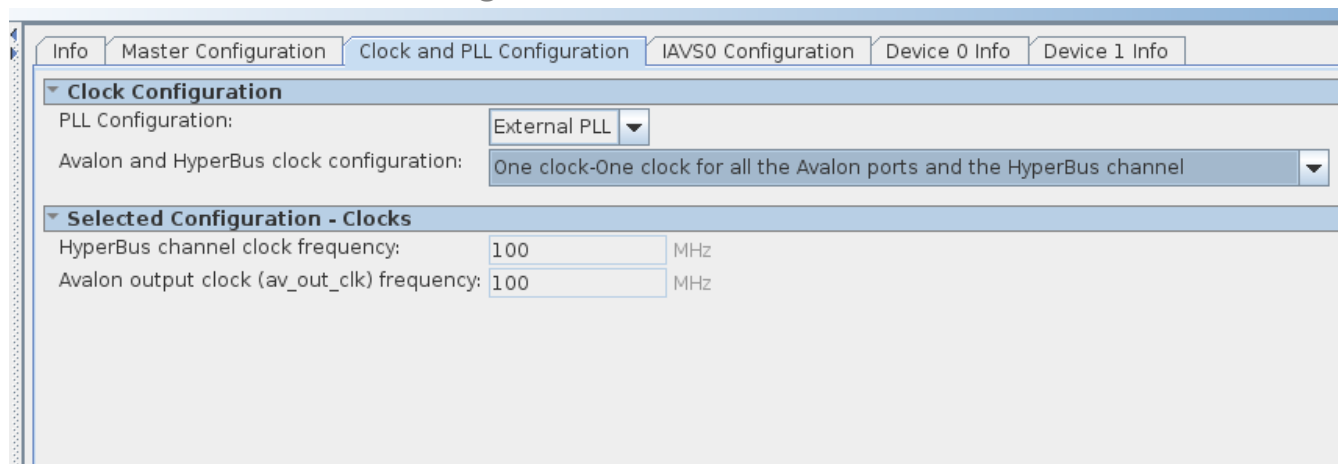 Info Master Configuration Clock and PLL Configuration IAVS0 Configuration Device 0 Info Device 1 Info
Clock Configuration
PLL Configuration: External PLL
Avalon and HyperBus clock configuration: One clock-One clock for all the Avalon ports and the HyperBus channel
Selected Configuration - Clocks
HyperBus channel clock frequency: 100 MHz
Avalon output clock (av_out_clk) frequency: 100 MHz